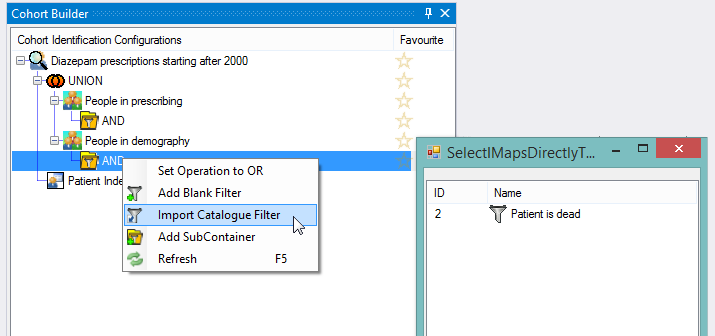 Cohort Builder
Cohort Identification Configurations Favourite
Diazepam prescriptions starting after 2000
UNION
People in prescribing
AND
People in demography
AND
Patient Inde
Set Operation to OR
Add Blank Filter
Import Catalogue Filter
Add SubContainer
Refresh F5
SelectIMapsDirectlyT...
ID Name
2 Patient is dead